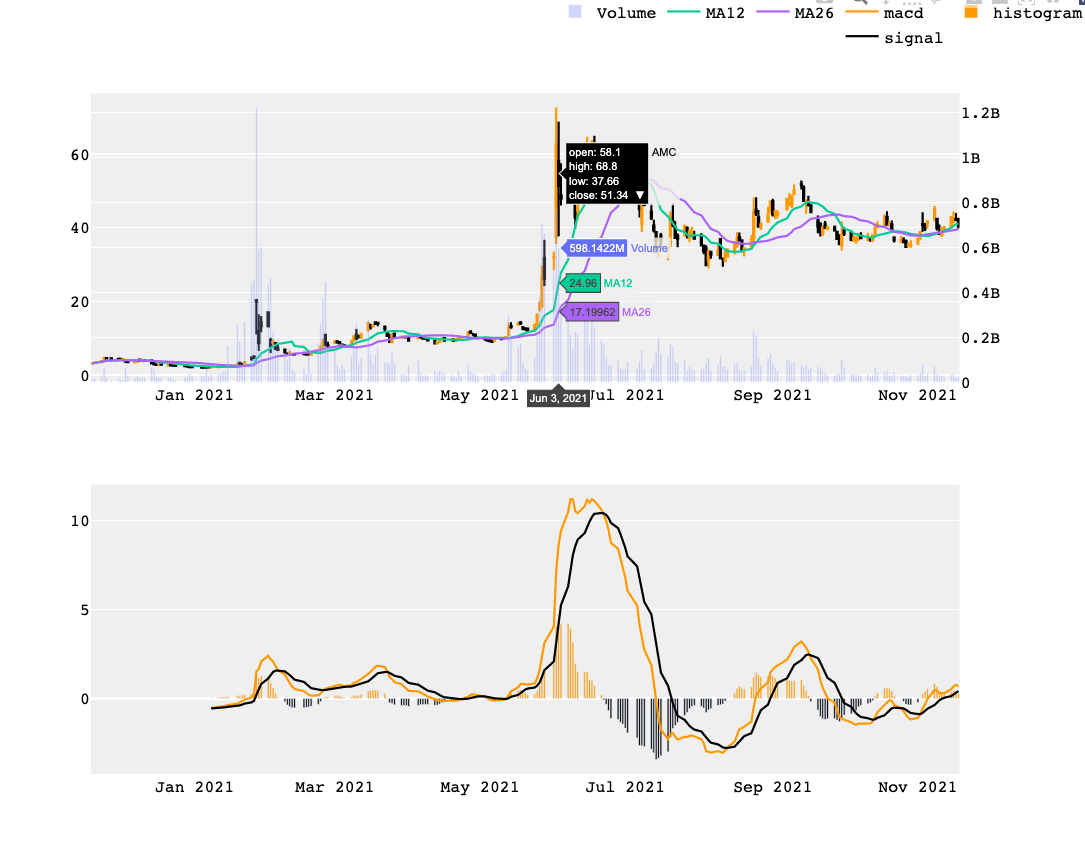 Volume MA12 MA26 macd histogram
signal
1.2B
60 1B
open: 58.1 AMC
high: 68.8
low: 37.66
close: 51.34 ▼
0.8B
40
598.1422M Volume 0.6B
24.96 MA12
0.4B
20
17.19962 MA26
0.2B
0
0
Jan 2021 Mar 2021 May 2021 Jun 3, 2021 Jul 2021 Sep 2021 Nov 2021
10
5
0
Jan 2021 Mar 2021 May 2021 Jul 2021 Sep 2021 Nov 2021